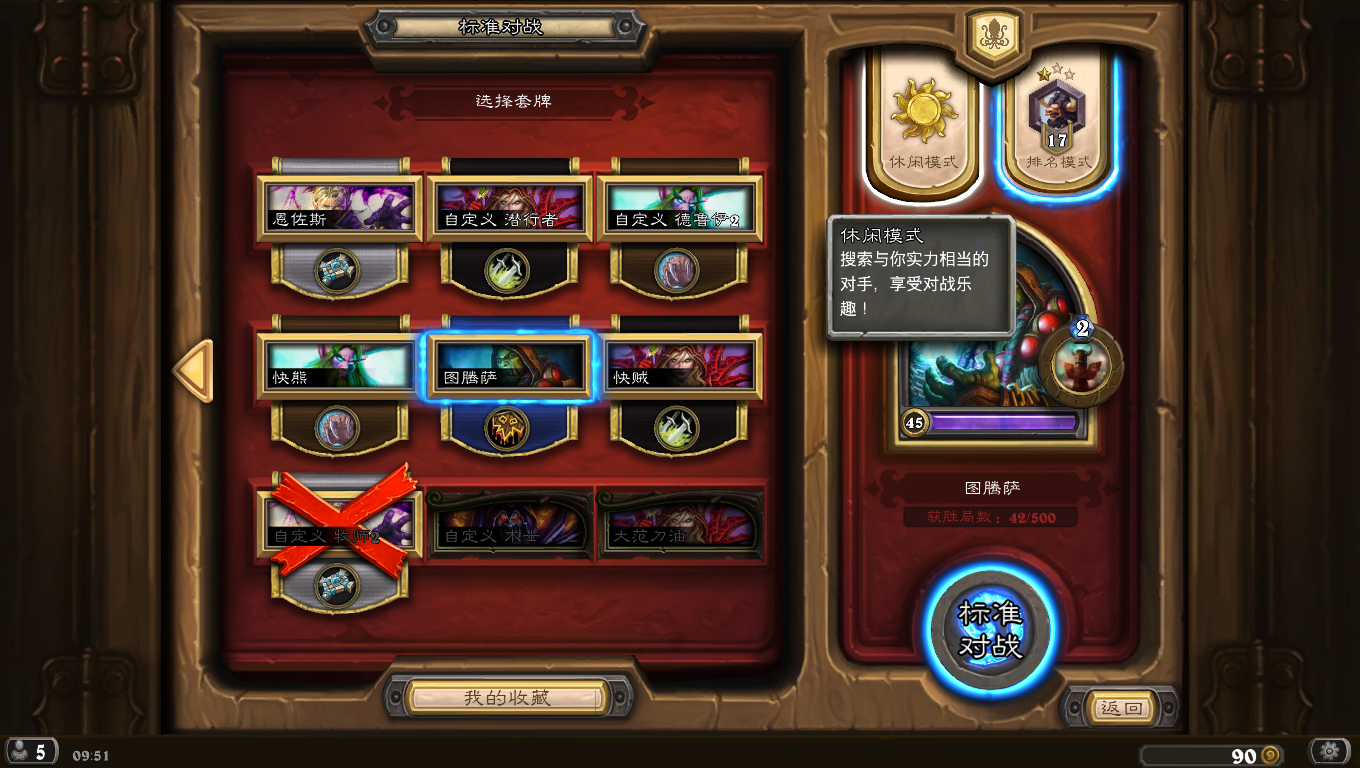 标准对战
选择套牌
恩佐斯
自定义 潜行者
自定义 德鲁伊2
快熊
图腾萨
快贼
自定义 牧师2
自定义 术士
大范刀油
我的收藏
休闲模式
17
排名模式
休闲模式
搜索与你实力相当的
对手，享受对战乐
趣！
2
45
图腾萨
获胜局数：42/500
标准
对战
返回
5
09:51
90